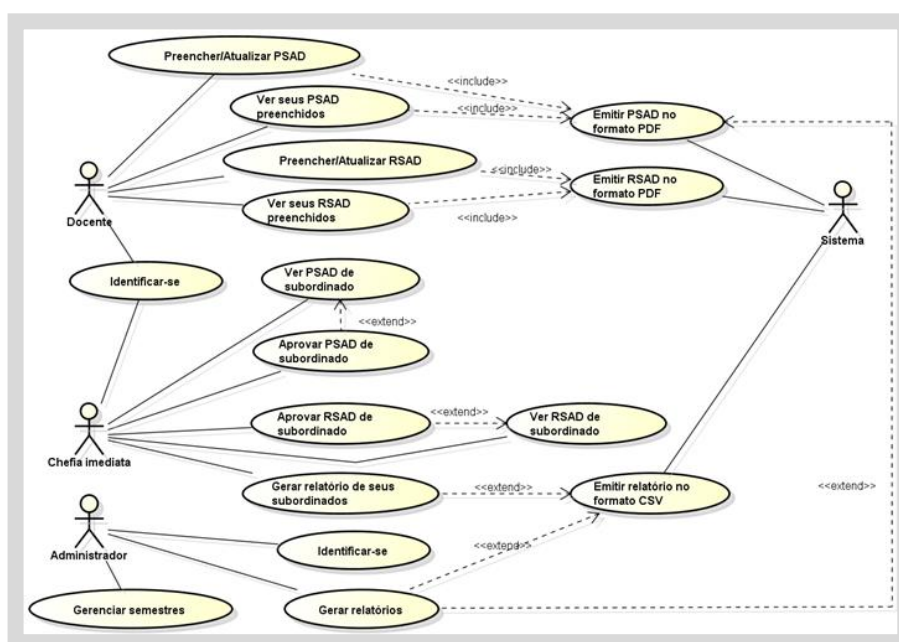 Preencher/Atualizar PSAD
<<include>>
Ver seus PSAD
preenchidos
<<include>>
Emitir PSAD no
formato PDF
Preencher/Atualizar RSAD
<<include>>
Emitir RSAD no
formato PDF
Docente
Ver seus RSAD
preenchidos
<<include>>
Sistema
Identificar-se
Ver PSAD de
subordinado
<<extend>>
Aprovar PSAD de
subordinado
Chefia imediata
Aprovar RSAD de
subordinado
<<extend>>
Ver RSAD de
subordinado
Gerar relatório de seus
subordinados
<<extend>>
Emitir relatório no
formato CSV
<<extend>>
Administrador
Identificar-se
<<extend>>
Gerenciar semestres
Gerar relatórios